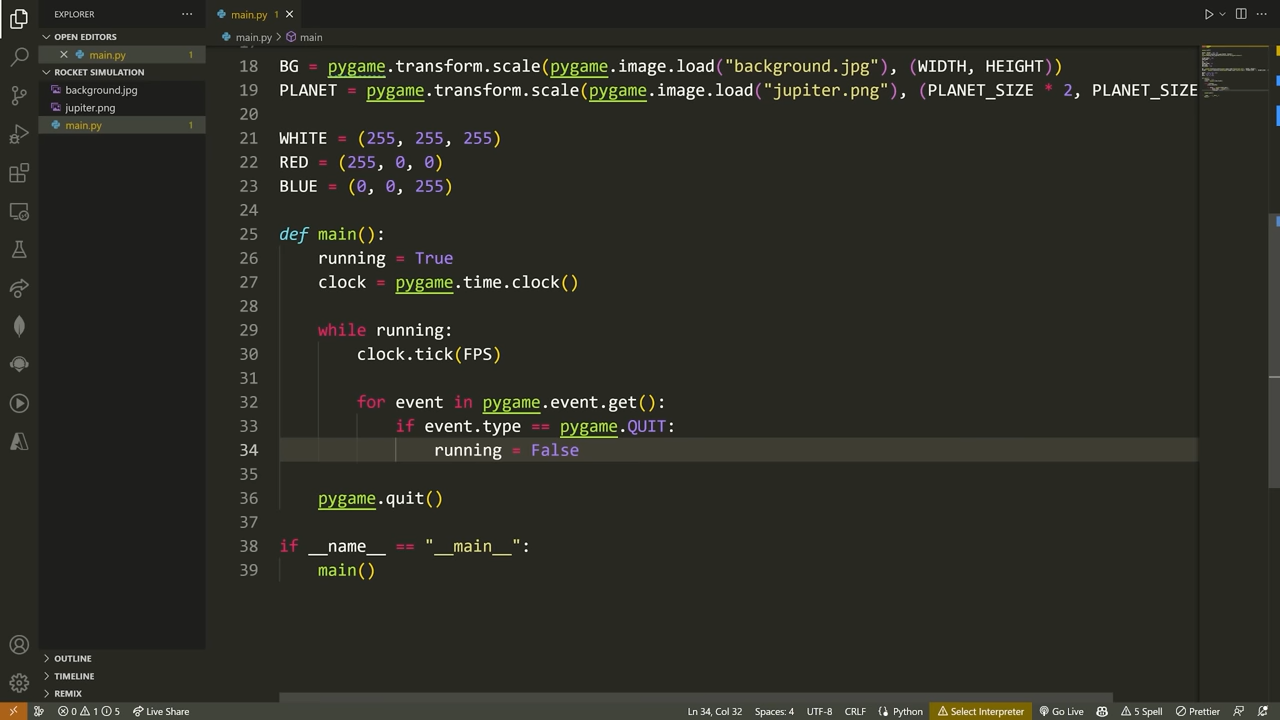 EXPLORER ···
main.py 1
OPEN EDITORS
main.py 1
main.py > main
ROCKET SIMULATION
background.jpg
jupiter.png
main.py 1
18 BG = pygame.transform.scale(pygame.image.load("background.jpg"), (WIDTH, HEIGHT))
19 PLANET = pygame.transform.scale(pygame.image.load("jupiter.png"), (PLANET_SIZE * 2, PLANET_SIZE
20
21 WHITE = (255, 255, 255)
22 RED = (255, 0, 0)
23 BLUE = (0, 0, 255)
24
25 def main():
26     running = True
27     clock = pygame.time.clock()
28
29     while running:
30         clock.tick(FPS)
31
32         for event in pygame.event.get():
33             if event.type == pygame.QUIT:
34                 running = False
35
36     pygame.quit()
37
38 if __name__ == "__main__":
39     main()
OUTLINE
TIMELINE
REMIX
0 1 5 Live Share Ln 34, Col 32 Spaces: 4 UTF-8 CRLF Python Select Interpreter Go Live 5 Spell Prettier